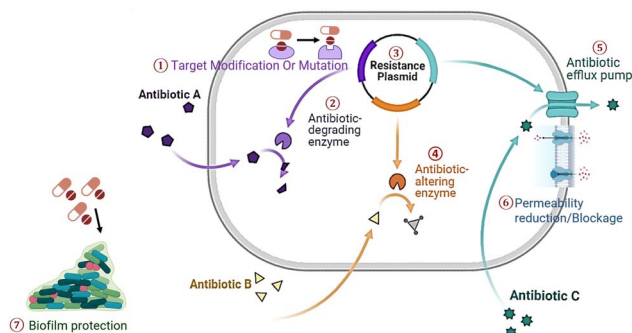 ① Target Modification Or Mutation
Antibiotic A
②
Antibiotic-
degrading
enzyme
③
Resistance
Plasmid
④
Antibiotic-
altering
enzyme
⑤
Antibiotic
efflux pump
⑥ Permeability
reduction/Blockage
Antibiotic B
Antibiotic C
⑦ Biofilm protection